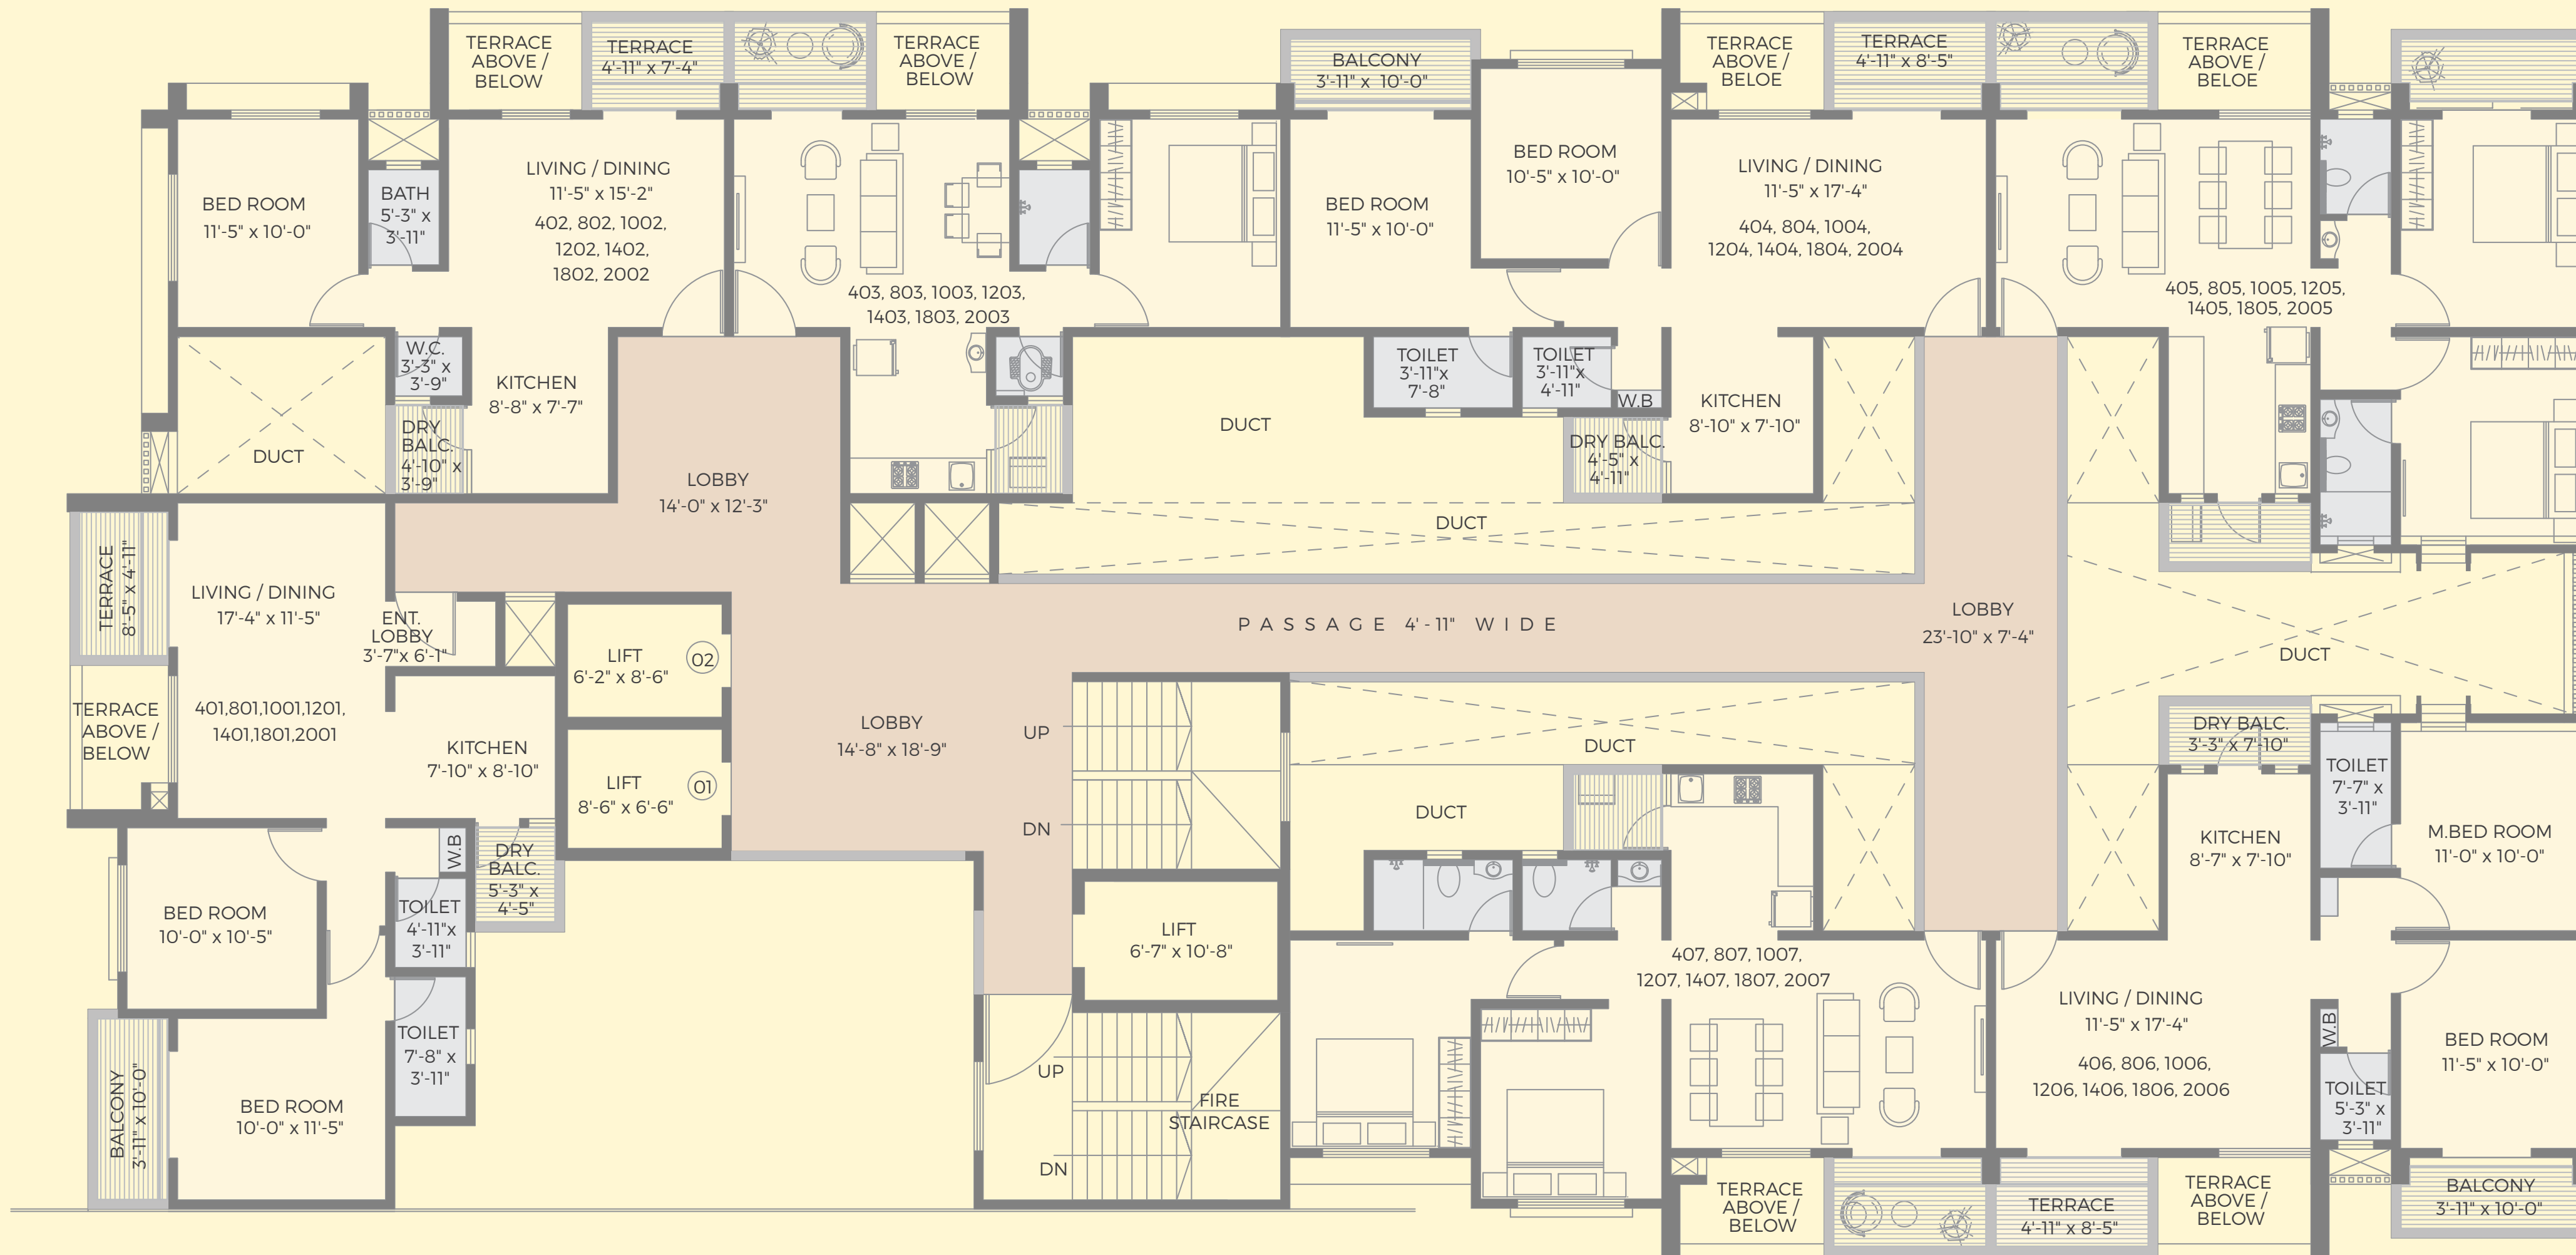 TERRACE
ABOVE /
BELOW
TERRACE
4'-11" x 7'-4"
TERRACE
ABOVE /
BELOW
BALCONY
3'-11" x 10'-0"
TERRACE
ABOVE /
BELOE
TERRACE
4'-11" x 8'-5"
TERRACE
ABOVE /
BELOE
BED ROOM
11'-5" x 10'-0"
BATH
5'-3" x
3'-11"
LIVING / DINING
11'-5" x 15'-2"
402, 802, 1002,
1202, 1402,
1802, 2002
403, 803, 1003, 1203,
1403, 1803, 2003
BED ROOM
11'-5" x 10'-0"
BED ROOM
10'-5" x 10'-0"
LIVING / DINING
11'-5" x 17'-4"
404, 804, 1004,
1204, 1404, 1804, 2004
405, 805, 1005, 1205,
1405, 1805, 2005
W.C.
3'-3" x
3'-9"
KITCHEN
8'-8" x 7'-7"
DUCT
DRY
BALC.
4'-10" x
3'-9"
LOBBY
14'-0" x 12'-3"
DUCT
TOILET
3'-11"x
7'-8"
TOILET
3'-11"x
4'-11"
W.B
DRY BALC.
4'-5" x
4'-11"
KITCHEN
8'-10" x 7'-10"
DUCT
TERRACE
8'-5" x 4'-11"
LIVING / DINING
17'-4" x 11'-5"
ENT.
LOBBY
3'-7"x 6'-1"
401,801,1001,1201,
1401,1801,2001
TERRACE
ABOVE /
BELOW
KITCHEN
7'-10" x 8'-10"
LIFT
6'-2" x 8'-6"
02
LIFT
8'-6" x 6'-6"
01
PASSAGE 4'-11" WIDE
LOBBY
14'-8" x 18'-9"
UP
DN
LOBBY
23'-10" x 7'-4"
DUCT
DUCT
DUCT
DRY BALC.
3'-3" x 7'-10"
TOILET
7'-7" x
3'-11"
KITCHEN
8'-7" x 7'-10"
M.BED ROOM
11'-0" x 10'-0"
W.B
DRY
BALC.
5'-3" x
4'-5"
BED ROOM
10'-0" x 10'-5"
TOILET
4'-11"x
3'-11"
TOILET
7'-8" x
3'-11"
BALCONY
3'-11" x 10'-0"
BED ROOM
10'-0" x 11'-5"
LIFT
6'-7" x 10'-8"
UP
FIRE
STAIRCASE
DN
407, 807, 1007,
1207, 1407, 1807, 2007
LIVING / DINING
11'-5" x 17'-4"
406, 806, 1006,
1206, 1406, 1806, 2006
W.B
TOILET
5'-3" x
3'-11"
BED ROOM
11'-5" x 10'-0"
TERRACE
ABOVE /
BELOW
TERRACE
4'-11" x 8'-5"
TERRACE
ABOVE /
BELOW
BALCONY
3'-11" x 10'-0"